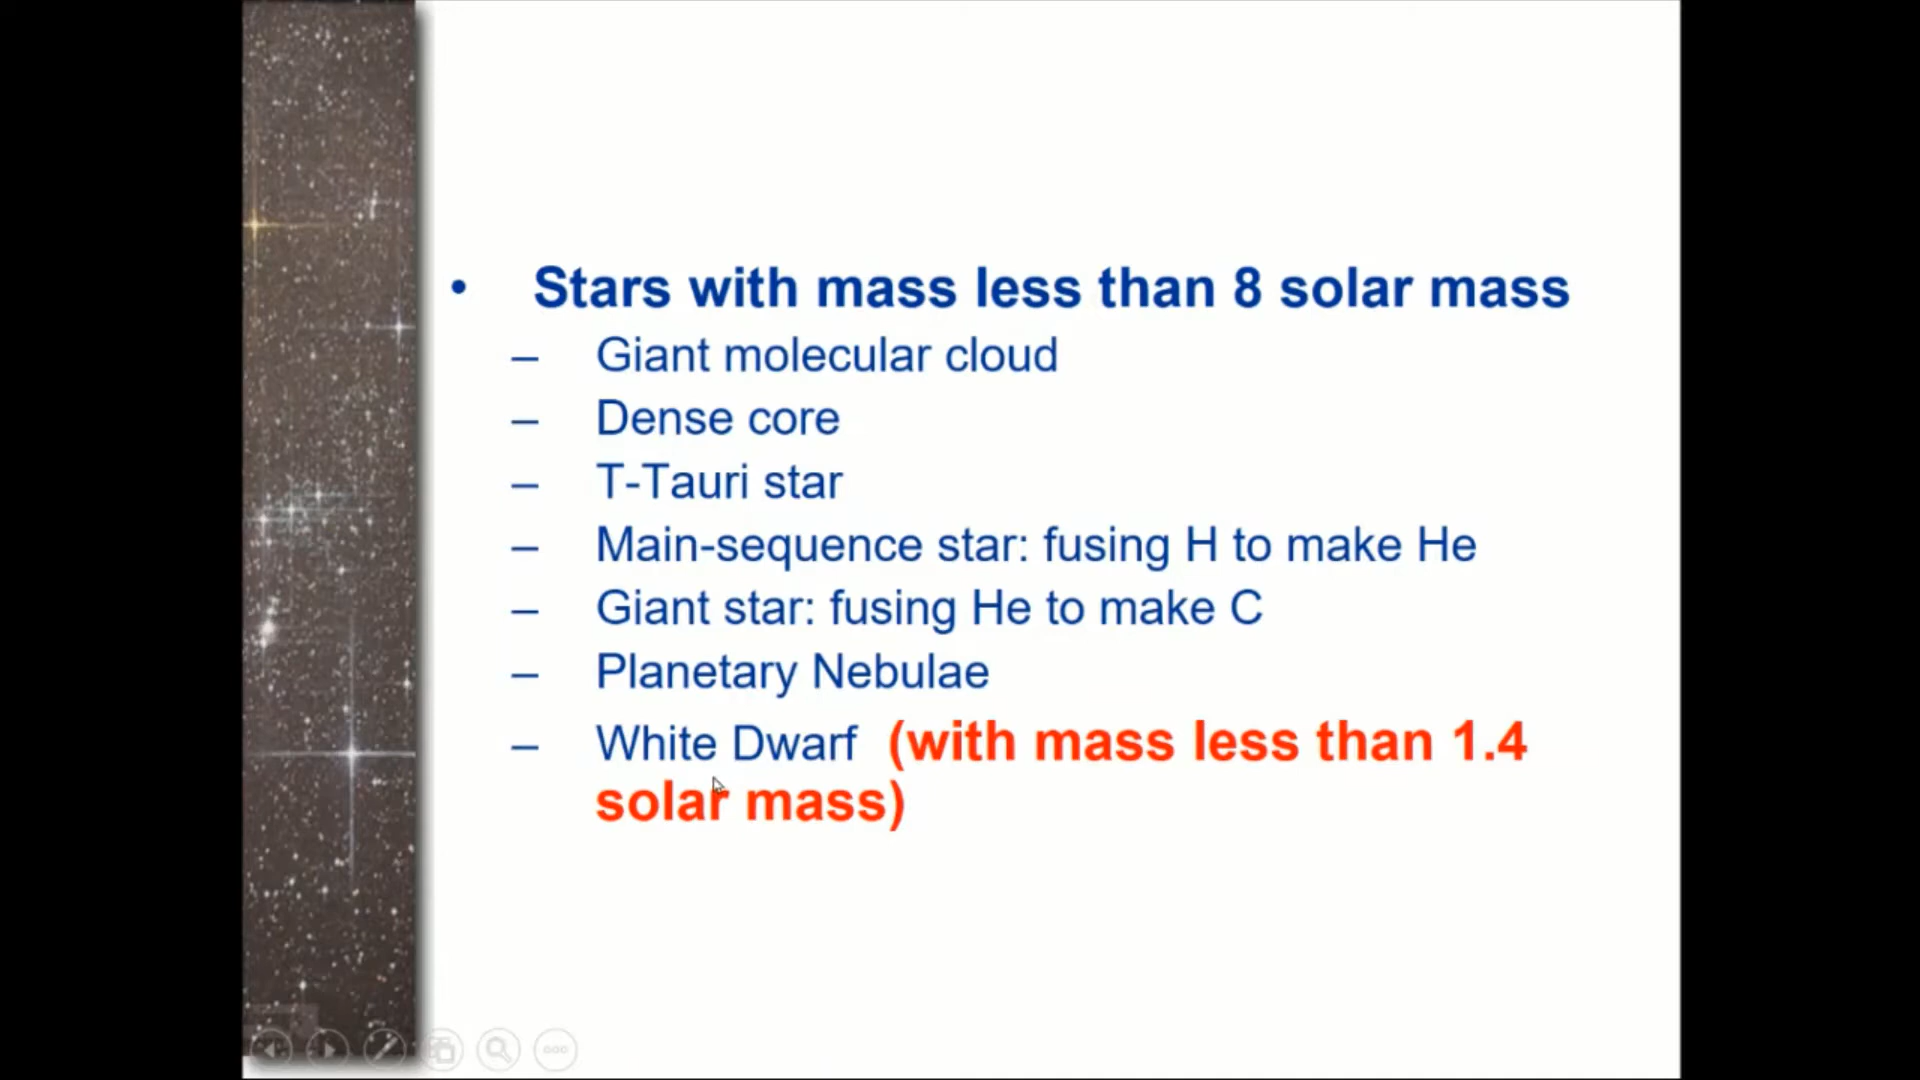 • Stars with mass less than 8 solar mass
– Giant molecular cloud
– Dense core
– T-Tauri star
– Main-sequence star: fusing H to make He
– Giant star: fusing He to make C
– Planetary Nebulae
– White Dwarf (with mass less than 1.4
solar mass)